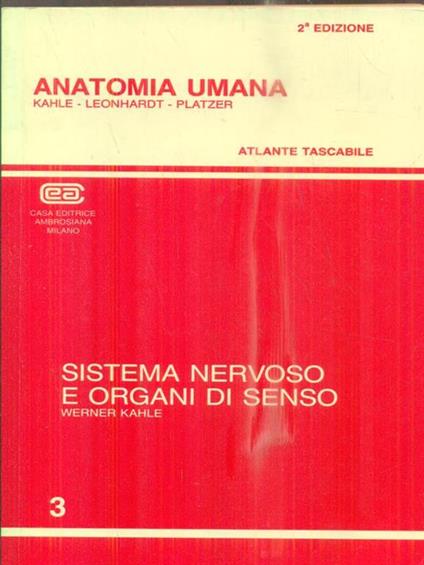 2ª EDIZIONE
ANATOMIA UMANA
KAHLE - LEONHARDT - PLATZER
ATLANTE TASCABILE
cea
CASA EDITRICE
AMBROSIANA
MILANO
SISTEMA NERVOSO
E ORGANI DI SENSO
WERNER KAHLE
3